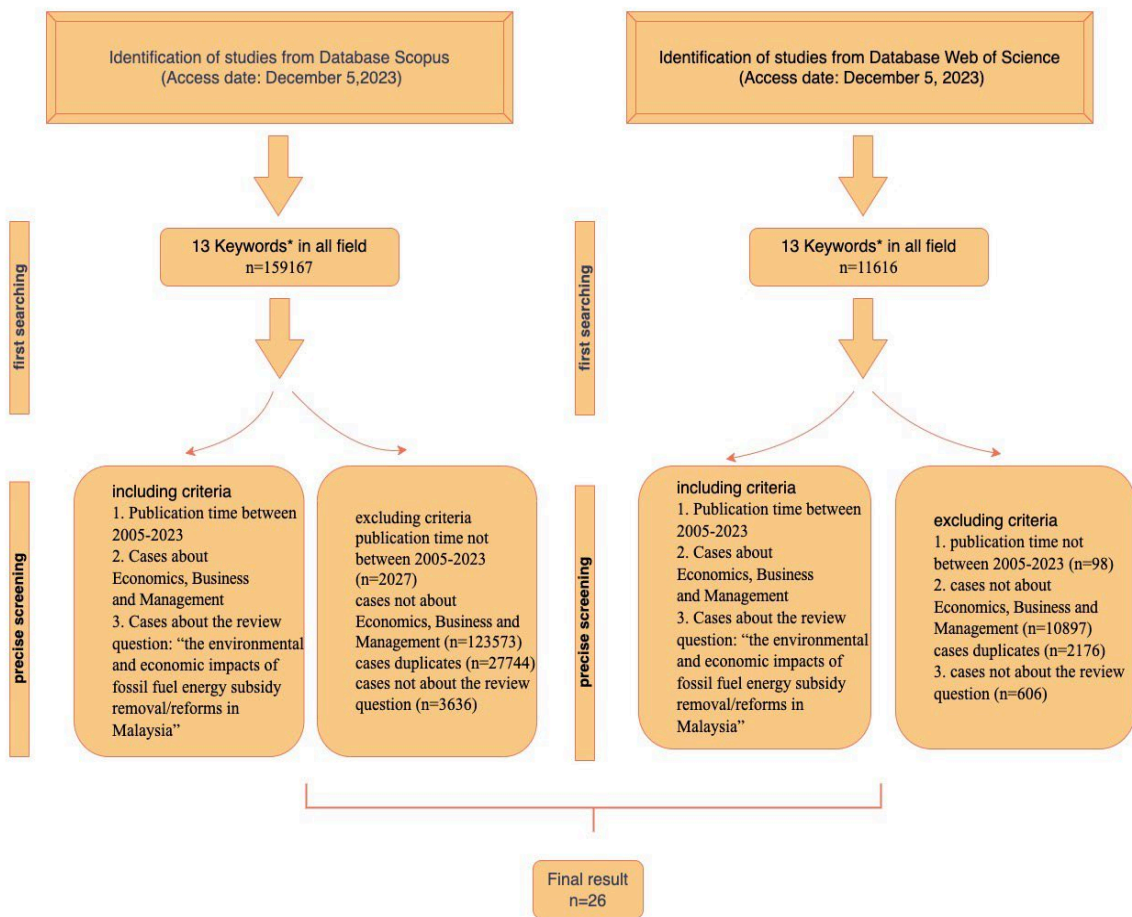 Identification of studies from Database Scopus
(Access date: December 5,2023)
Identification of studies from Database Web of Science
(Access date: December 5, 2023)
first searching
13 Keywords* in all field
n=159167
first searching
13 Keywords* in all field
n=11616
precise screening
including criteria
1. Publication time between
2005-2023
2. Cases about
Economics, Business
and Management
3. Cases about the review
question: “the environmental
and economic impacts of
fossil fuel energy subsidy
removal/reforms in
Malaysia”
excluding criteria
publication time not
between 2005-2023
(n=2027)
cases not about
Economics, Business and
Management (n=123573)
cases duplicates (n=27744)
cases not about the review
question (n=3636)
precise screening
including criteria
1. Publication time between
2005-2023
2. Cases about
Economics, Business
and Management
3. Cases about the review
question: “the environmental
and economic impacts of
fossil fuel energy subsidy
removal/reforms in
Malaysia”
excluding criteria
1. publication time not
between 2005-2023 (n=98)
2. cases not about
Economics, Business and
Management (n=10897)
cases duplicates (n=2176)
3. cases not about the review
question (n=606)
Final result
n=26